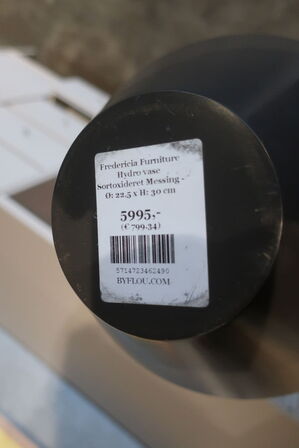 Fredericia Furniture
Hydro vase
Sortoxideret Messing -
Ø: 22,5 x H: 30 cm
5995,-
(€ 799.34)
5714723462490
BYFLOU.COM